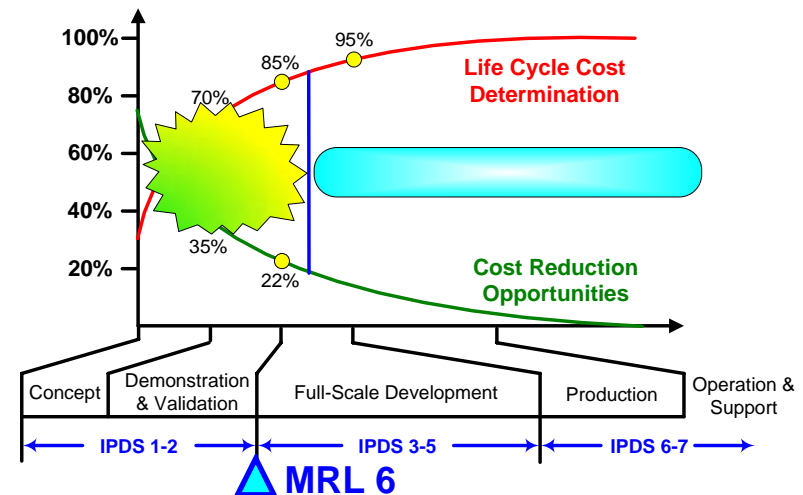 100%
80%
60%
40%
20%
70%
85%
95%
Life Cycle Cost
Determination
35%
22%
Cost Reduction
Opportunities
Concept
Demonstration
& Validation
Full-Scale Development
Production
Operation &
Support
IPDS 1-2
IPDS 3-5
IPDS 6-7
MRL 6